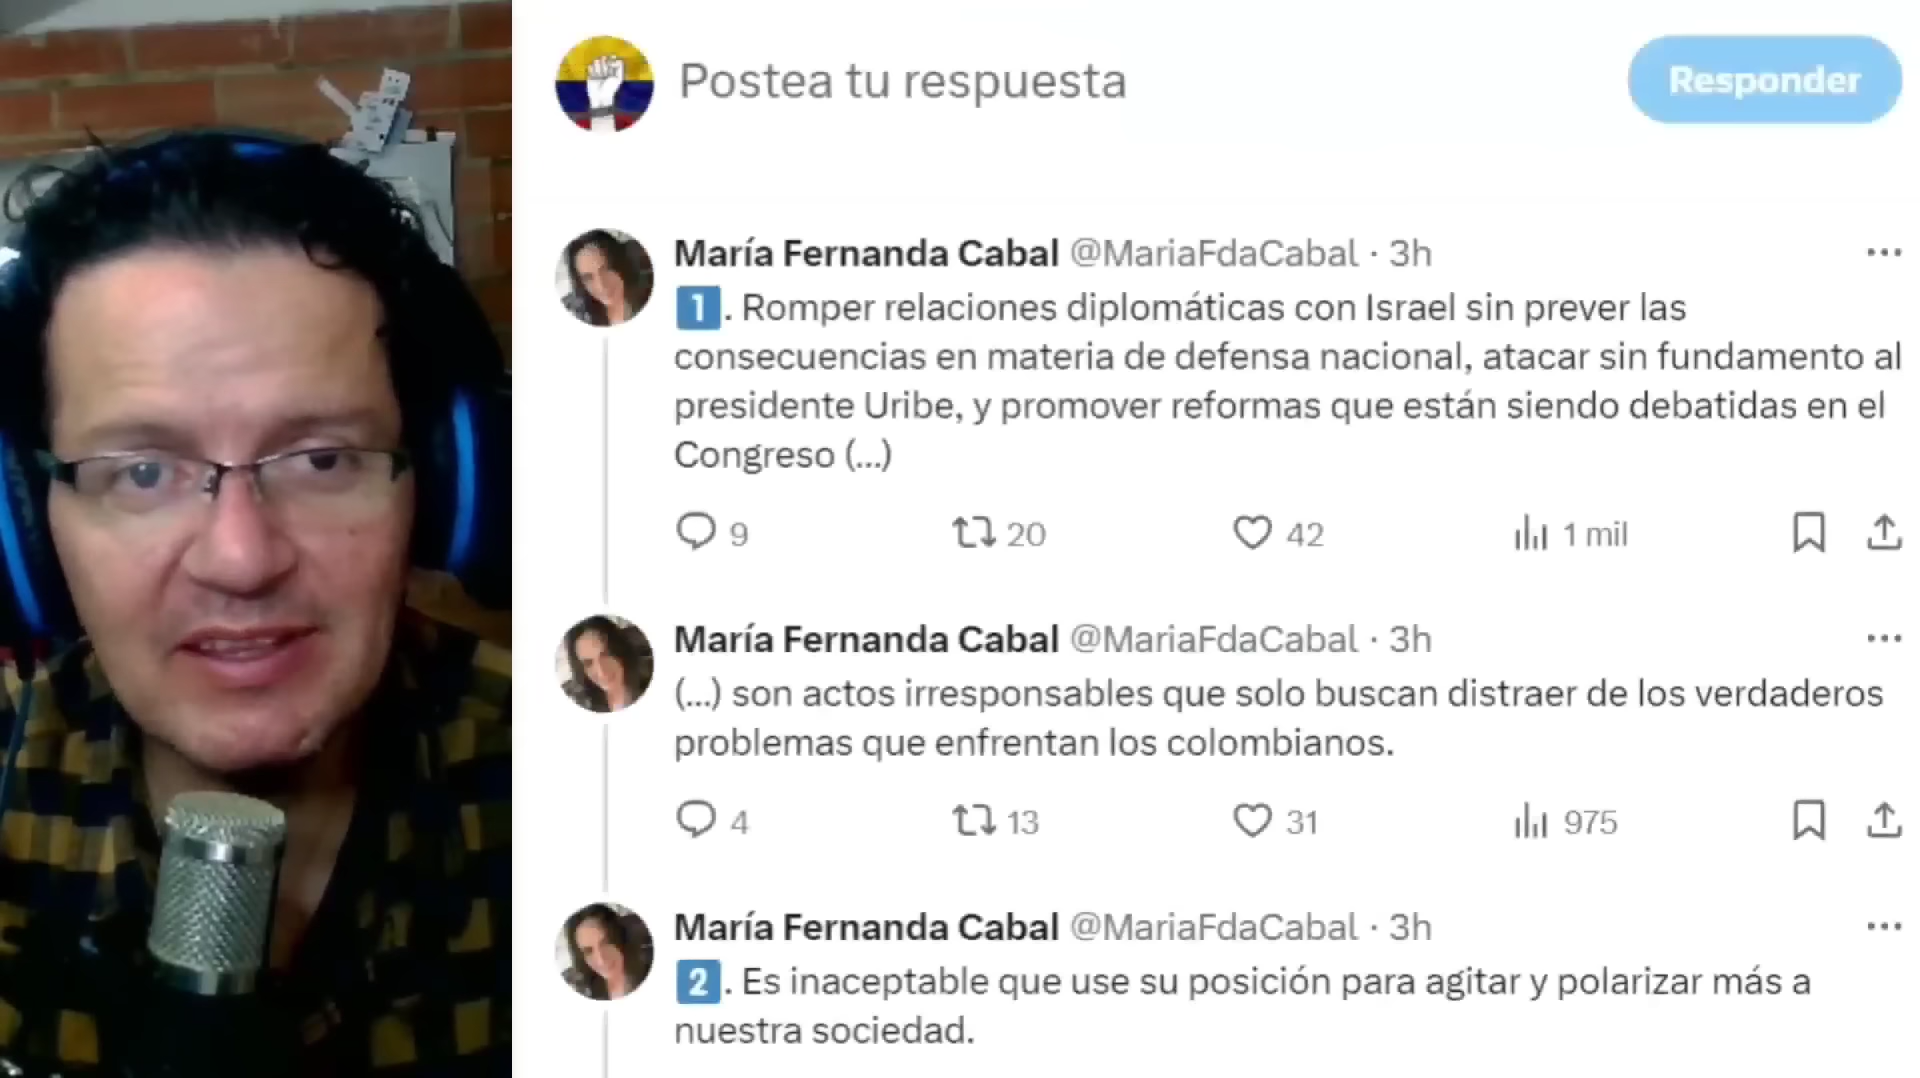 Postea tu respuesta
Responder
María Fernanda Cabal @MariaFdaCabal · 3h
1. Romper relaciones diplomáticas con Israel sin prever las
consecuencias en materia de defensa nacional, atacar sin fundamento al
presidente Uribe, y promover reformas que están siendo debatidas en el
Congreso (...)
9 20 42 1 mil
María Fernanda Cabal @MariaFdaCabal · 3h
(...) son actos irresponsables que solo buscan distraer de los verdaderos
problemas que enfrentan los colombianos.
4 13 31 975
María Fernanda Cabal @MariaFdaCabal · 3h
2. Es inaceptable que use su posición para agitar y polarizar más a
nuestra sociedad.